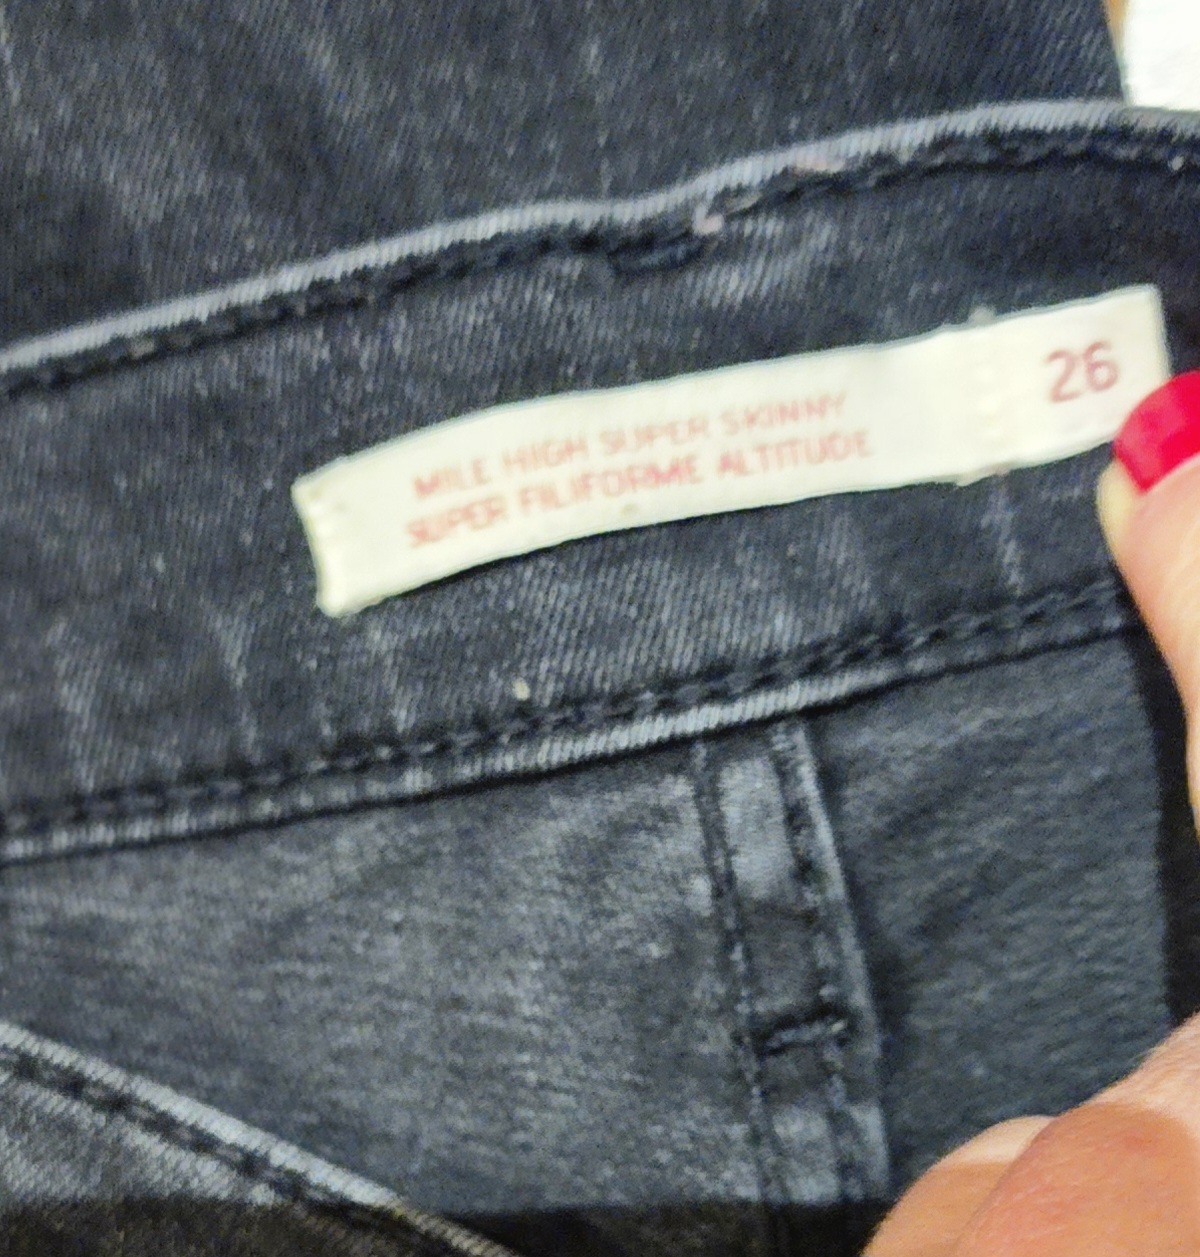 MILE HIGH SUPER SKINNY
SUPER FILIFORME ALTITUDE
26